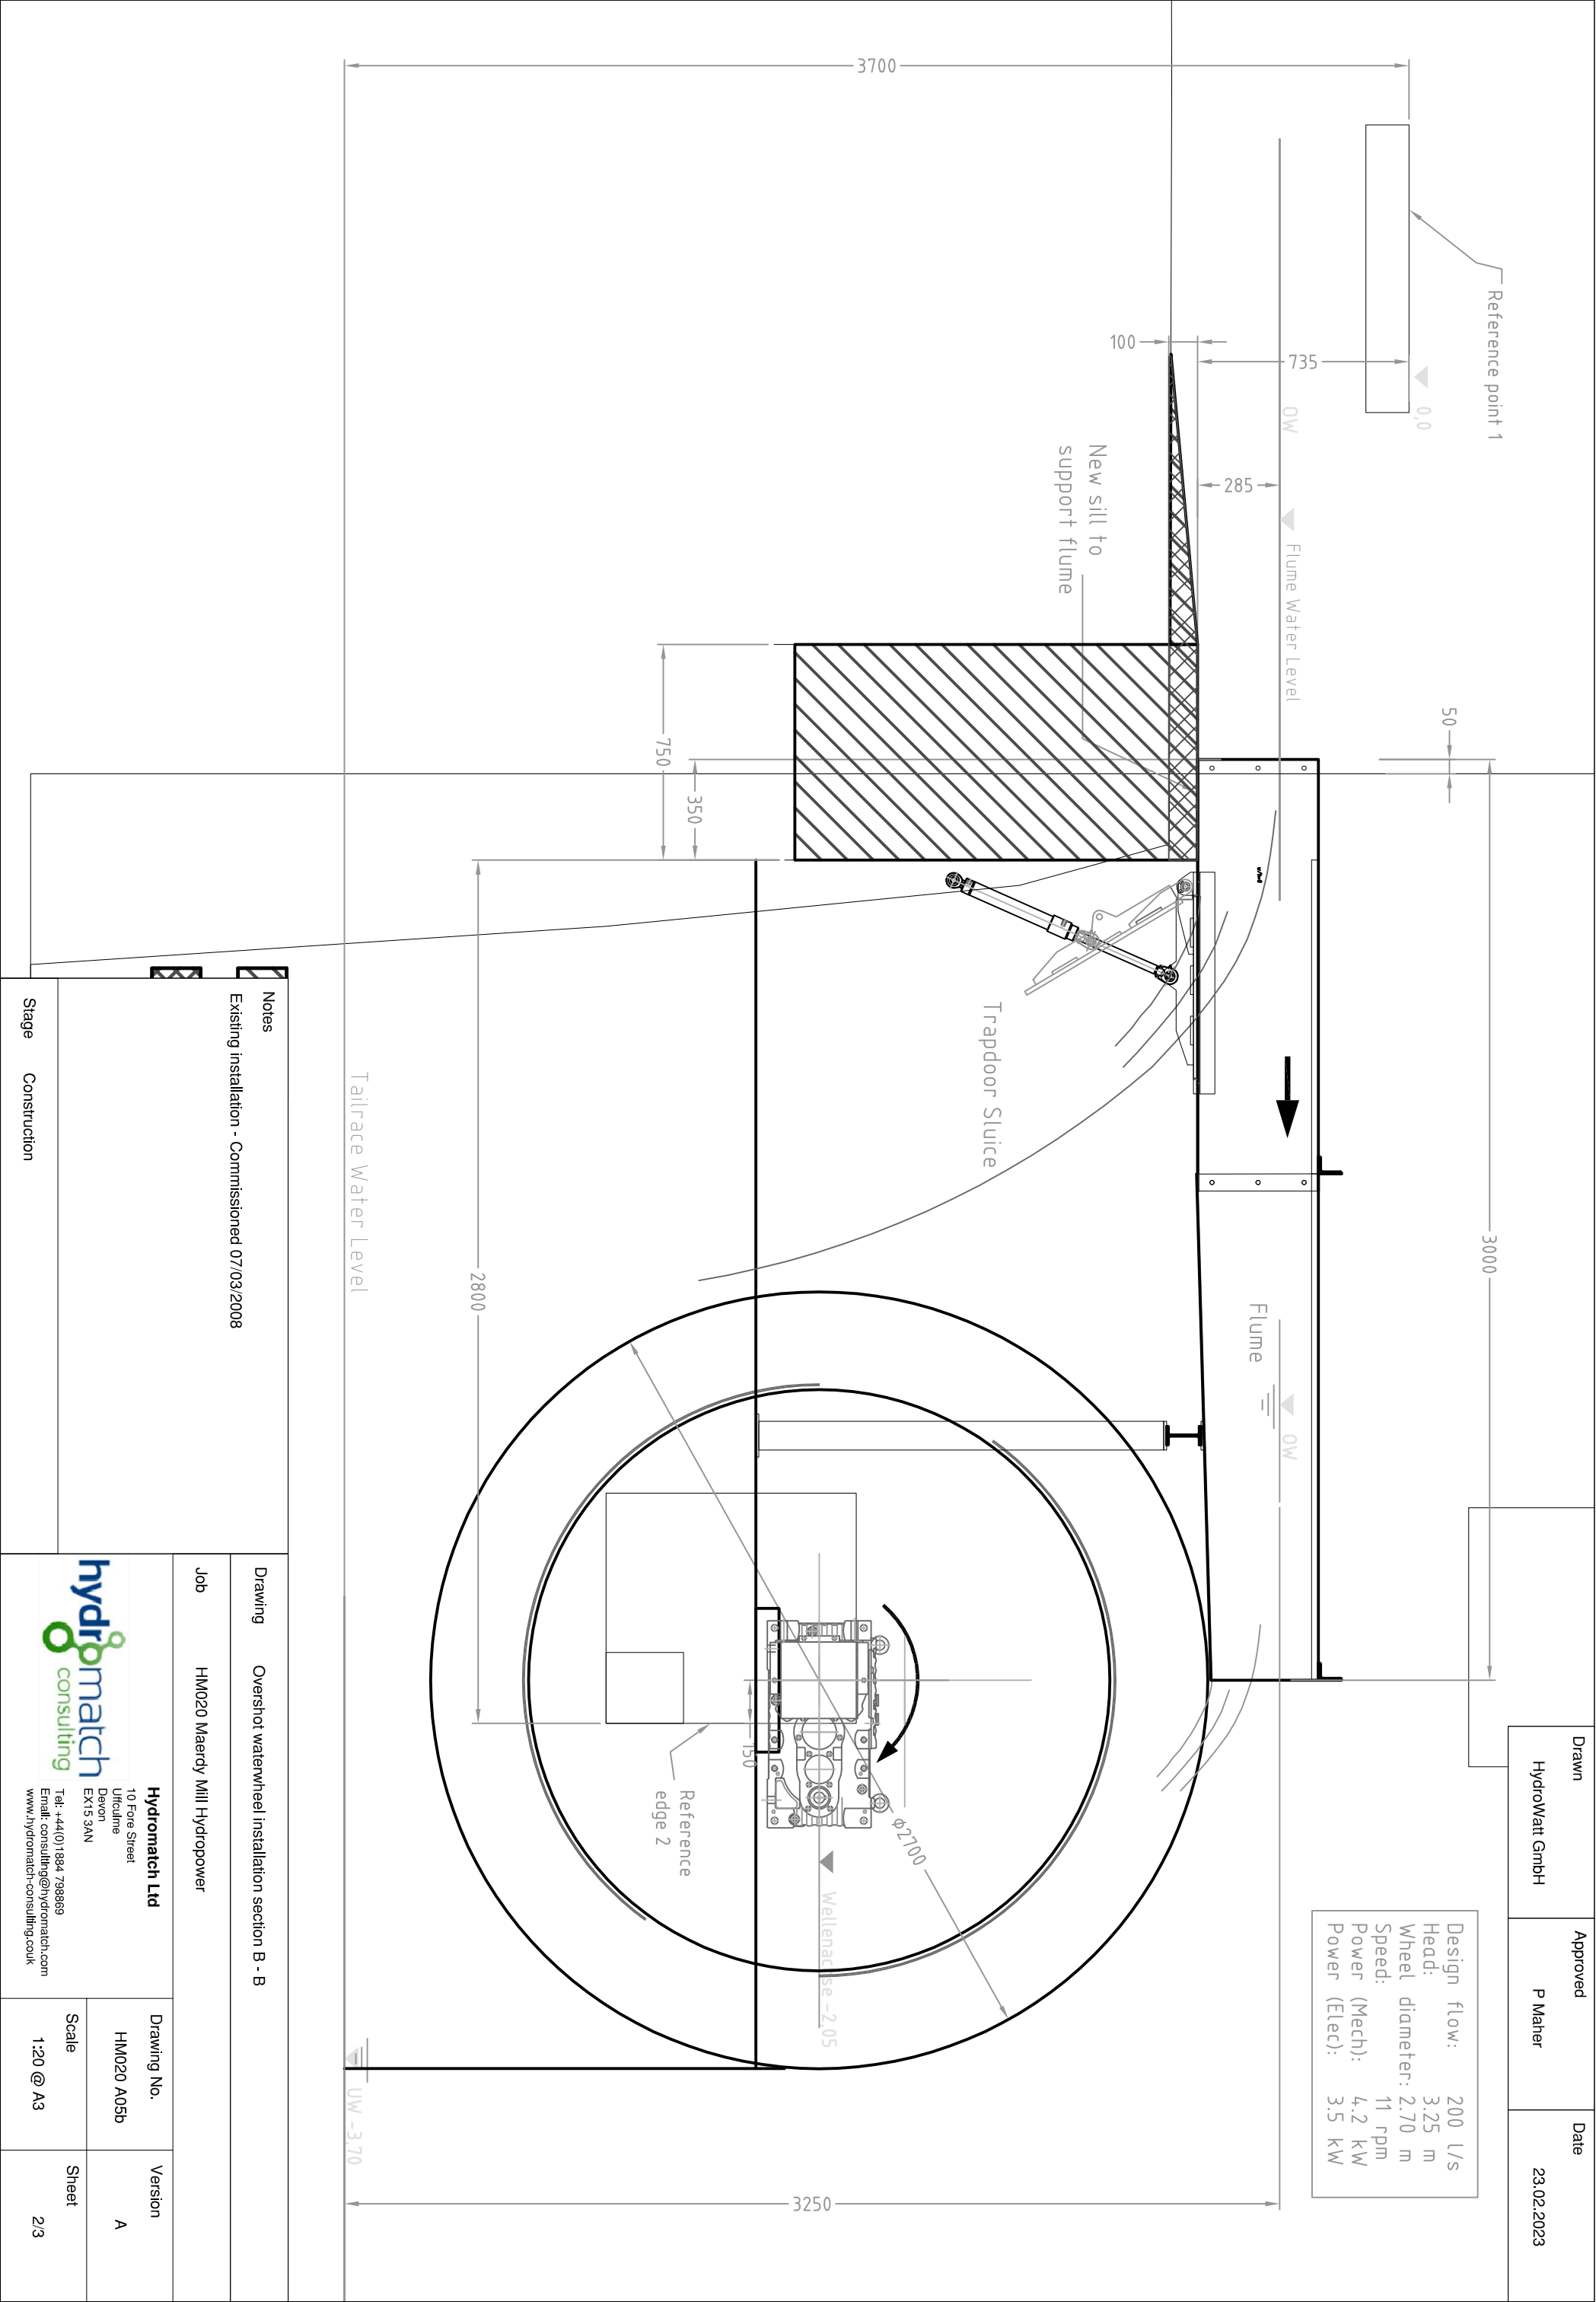 Drawn
HydroWatt GmbH
Approved
P Maher
Date
23.02.2023
Design flow: 200 l/s
Head: 3.25 m
Wheel diameter: 2.70 m
Speed: 11 rpm
Power (Mech): 4.2 kW
Power (Elec): 3.5 kW
Reference point 1
0,0
3700
735
100
OW
285
Flume Water Level
New sill to
support flume
50
3000
750
350
Trapdoor Sluice
Flume
OW
2800
150
Reference
edge 2
ø2700
Wellenachse -2.05
3250
Tailrace Water Level
UW -3,70
Notes
Existing installation - Commissioned 07/03/2008
Stage Construction
Drawing Overshot waterwheel installation section B - B
Job HM020 Maerdy Mill Hydropower
hydromatch
consulting
Hydromatch Ltd
10 Fore Street
Uffculme
Devon
EX15 3AN
Tel: +44(0)1884 798869
Email: consulting@hydromatch.com
www.hydromatch-consulting.couk
Drawing No.
HM020 A05b
Version
A
Scale
1:20 @ A3
Sheet
2/3